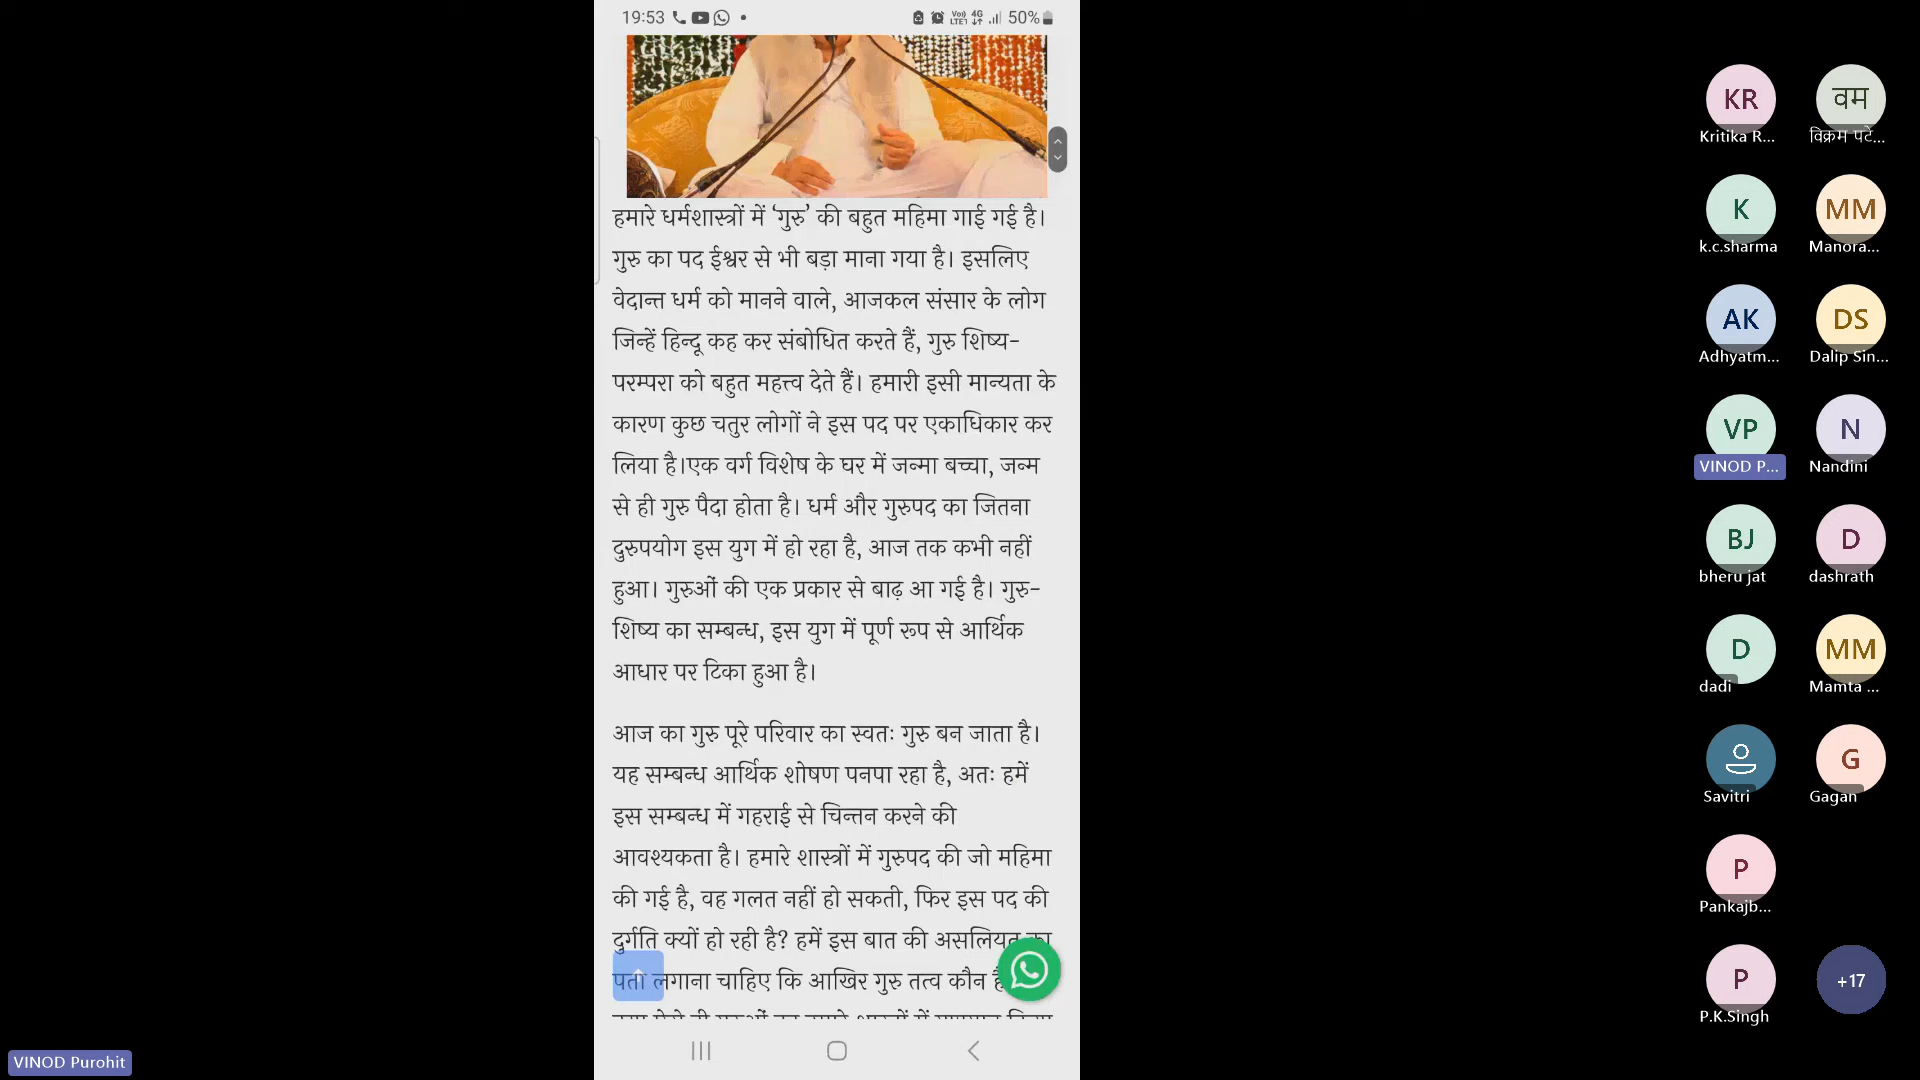 19:53
Vo)) 4G
LTE1
50%
हमारे धर्मशास्त्रों में ‘गुरु’ की बहुत महिमा गाई गई है।
गुरु का पद ईश्वर से भी बड़ा माना गया है। इसलिए
वेदान्त धर्म को मानने वाले, आजकल संसार के लोग
जिन्हें हिन्दू कह कर संबोधित करते हैं, गुरु शिष्य-
परम्परा को बहुत महत्त्व देते हैं। हमारी इसी मान्यता के
कारण कुछ चतुर लोगों ने इस पद पर एकाधिकार कर
लिया है।एक वर्ग विशेष के घर में जन्मा बच्चा, जन्म
से ही गुरु पैदा होता है। धर्म और गुरुपद का जितना
दुरुपयोग इस युग में हो रहा है, आज तक कभी नहीं
हुआ। गुरुओं की एक प्रकार से बाढ़ आ गई है। गुरु-
शिष्य का सम्बन्ध, इस युग में पूर्ण रूप से आर्थिक
आधार पर टिका हुआ है।
आज का गुरु पूरे परिवार का स्वतः गुरु बन जाता है।
यह सम्बन्ध आर्थिक शोषण पनपा रहा है, अतः हमें
इस सम्बन्ध में गहराई से चिन्तन करने की
आवश्यकता है। हमारे शास्त्रों में गुरुपद की जो महिमा
की गई है, वह गलत नहीं हो सकती, फिर इस पद की
दुर्गति क्यों हो रही है? हमें इस बात की असलियत का
पता लगाना चाहिए कि आखिर गुरु तत्व कौन है
KR वम
Kritika R... विक्रम पटे...
K MM
k.c.sharma Manora...
AK DS
Adhyatm... Dalip Sin...
VP N
VINOD P... Nandini
BJ D
bheru jat dashrath
D MM
dadi Mamta ...
G
Savitri Gagan
P
Pankajb...
P +17
P.K.Singh
VINOD Purohit